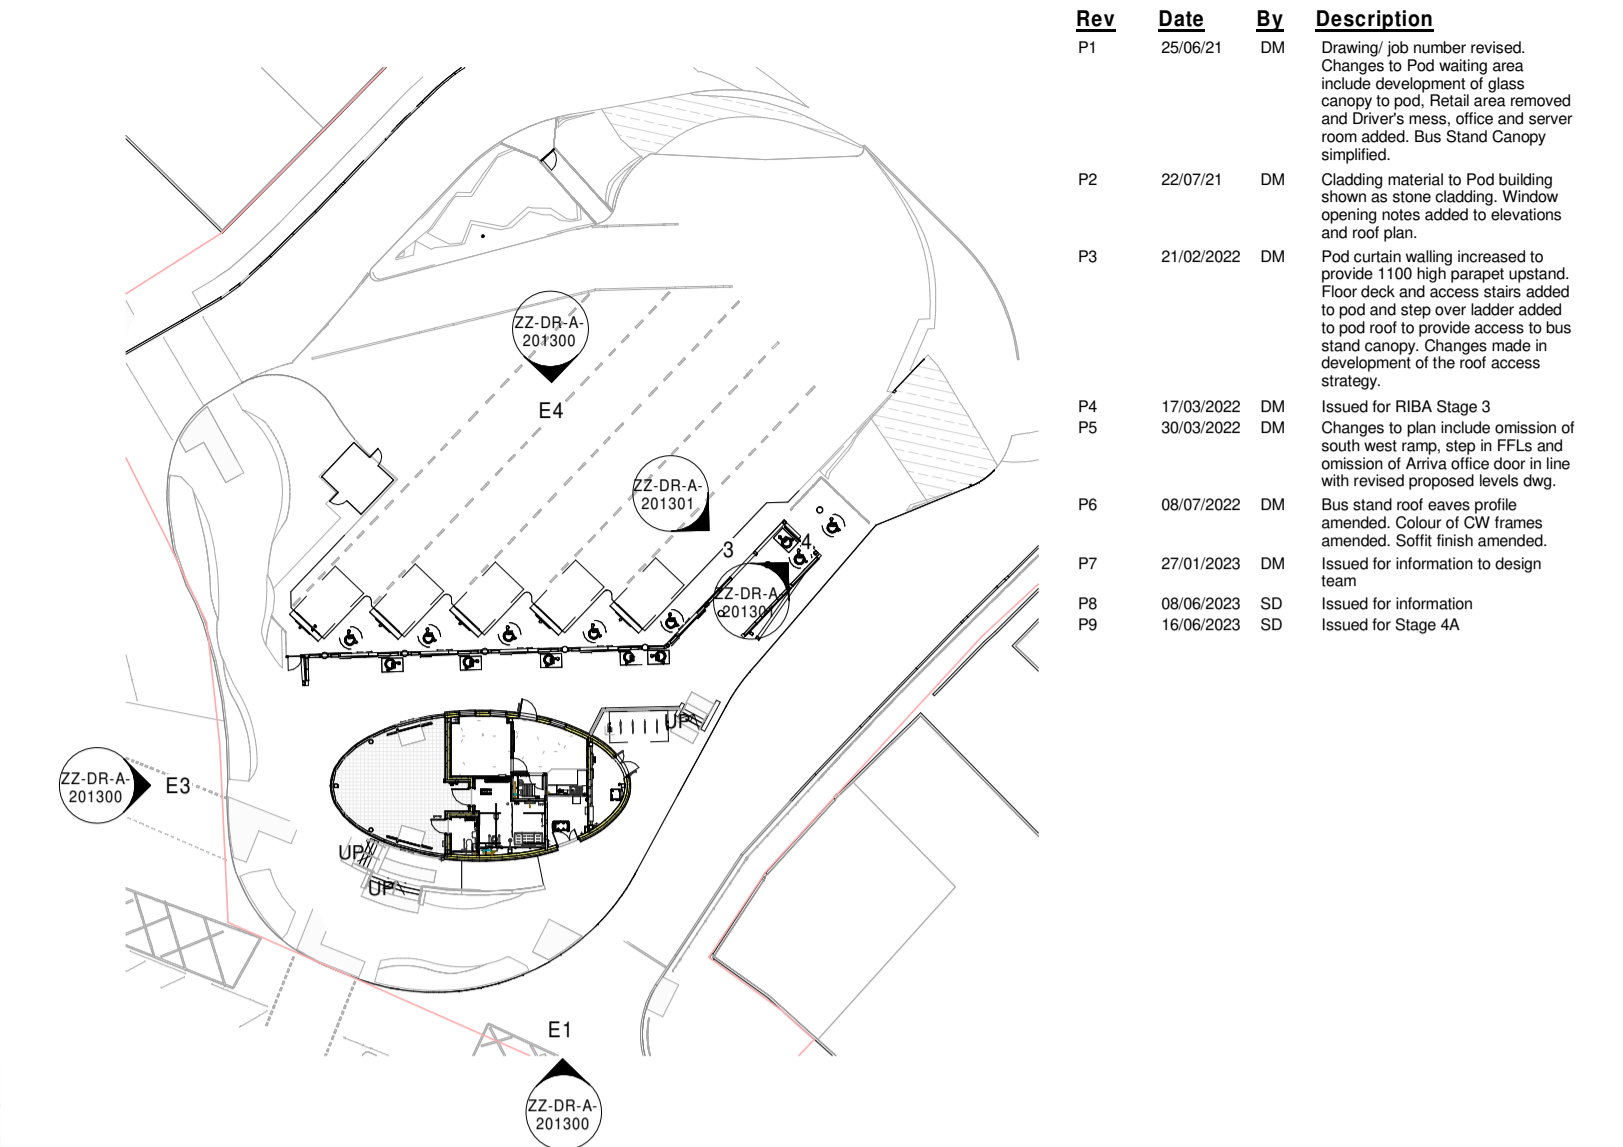 Rev Date By Description
P1 25/06/21 DM Drawing/ job number revised.
Changes to Pod waiting area
include development of glass
canopy to pod, Retail area removed
and Driver's mess, office and server
room added. Bus Stand Canopy
simplified.
P2 22/07/21 DM Cladding material to Pod building
shown as stone cladding. Window
opening notes added to elevations
and roof plan.
P3 21/02/2022 DM Pod curtain walling increased to
provide 1100 high parapet upstand.
Floor deck and access stairs added
to pod and step over ladder added
to pod roof to provide access to bus
stand canopy. Changes made in
development of the roof access
strategy.
P4 17/03/2022 DM Issued for RIBA Stage 3
P5 30/03/2022 DM Changes to plan include omission of
south west ramp, step in FFLs and
omission of Arriva office door in line
with revised proposed levels dwg.
P6 08/07/2022 DM Bus stand roof eaves profile
amended. Colour of CW frames
amended. Soffit finish amended.
P7 27/01/2023 DM Issued for information to design
team
P8 08/06/2023 SD Issued for information
P9 16/06/2023 SD Issued for Stage 4A
ZZ-DR-A-
201300
E4
ZZ-DR-A-
201301
3
4
ZZ-DR-A-
201301
UP
ZZ-DR-A-
201300
E3
UP
UP
E1
ZZ-DR-A-
201300